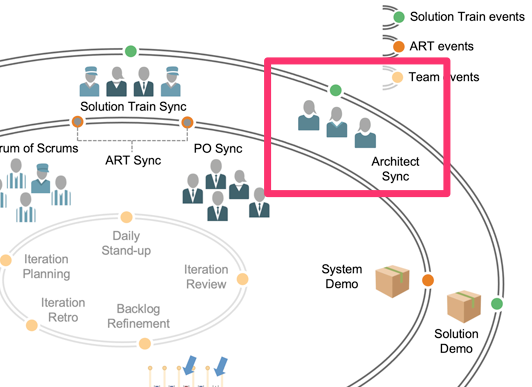 Solution Train events
ART events
Team events
Solution Train Sync
rum of Scrums
ART Sync
PO Sync
Architect
Sync
Daily
Stand-up
Iteration
Planning
Iteration
Review
Iteration
Retro
Backlog
Refinement
System
Demo
Solution
Demo